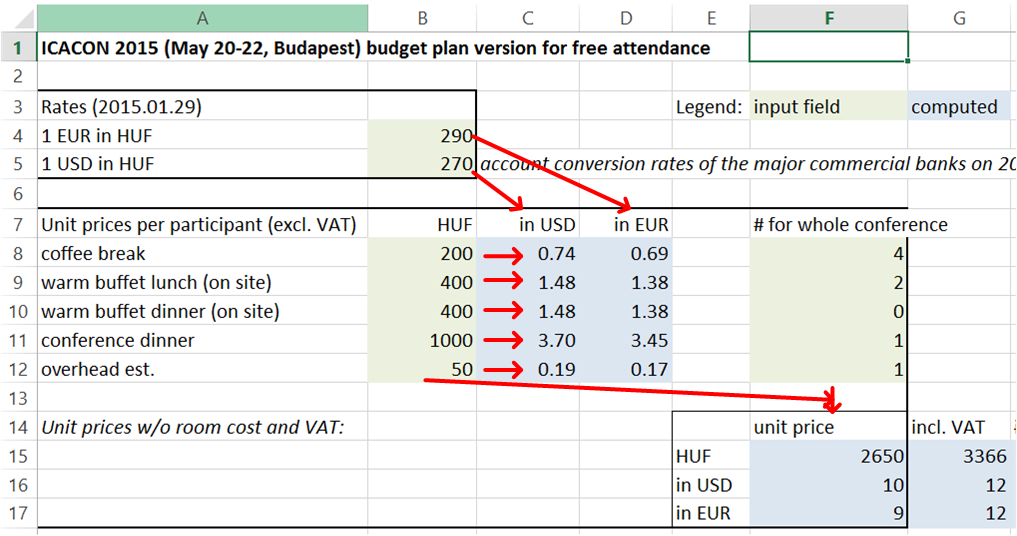 A B C D E F G
1 ICACON 2015 (May 20-22, Budapest) budget plan version for free attendance
2
3 Rates (2015.01.29) Legend: input field computed
4 1 EUR in HUF 290
5 1 USD in HUF 270 account conversion rates of the major commercial banks on 20
6
7 Unit prices per participant (excl. VAT) HUF in USD in EUR # for whole conference
8 coffee break 200 0.74 0.69 4
9 warm buffet lunch (on site) 400 1.48 1.38 2
10 warm buffet dinner (on site) 400 1.48 1.38 0
11 conference dinner 1000 3.70 3.45 1
12 overhead est. 50 0.19 0.17 1
13
14 Unit prices w/o room cost and VAT: unit price incl. VAT
15 HUF 2650 3366
16 in USD 10 12
17 in EUR 9 12